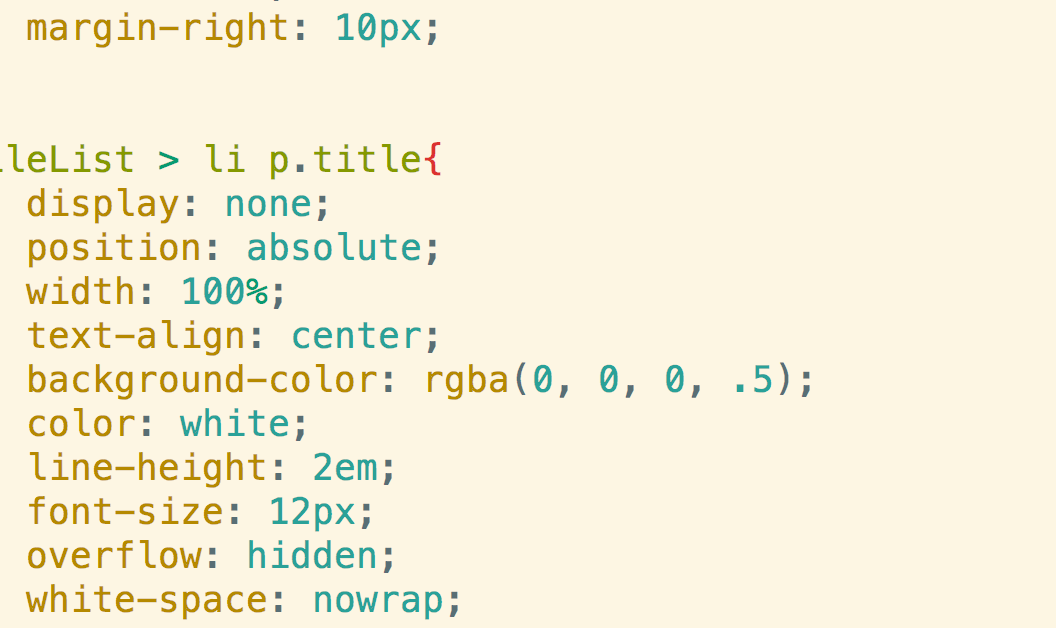 margin-right: 10px;
leList > li p.title{
display: none;
position: absolute;
width: 100%;
text-align: center;
background-color: rgba(0, 0, 0, .5);
color: white;
line-height: 2em;
font-size: 12px;
overflow: hidden;
white-space: nowrap;